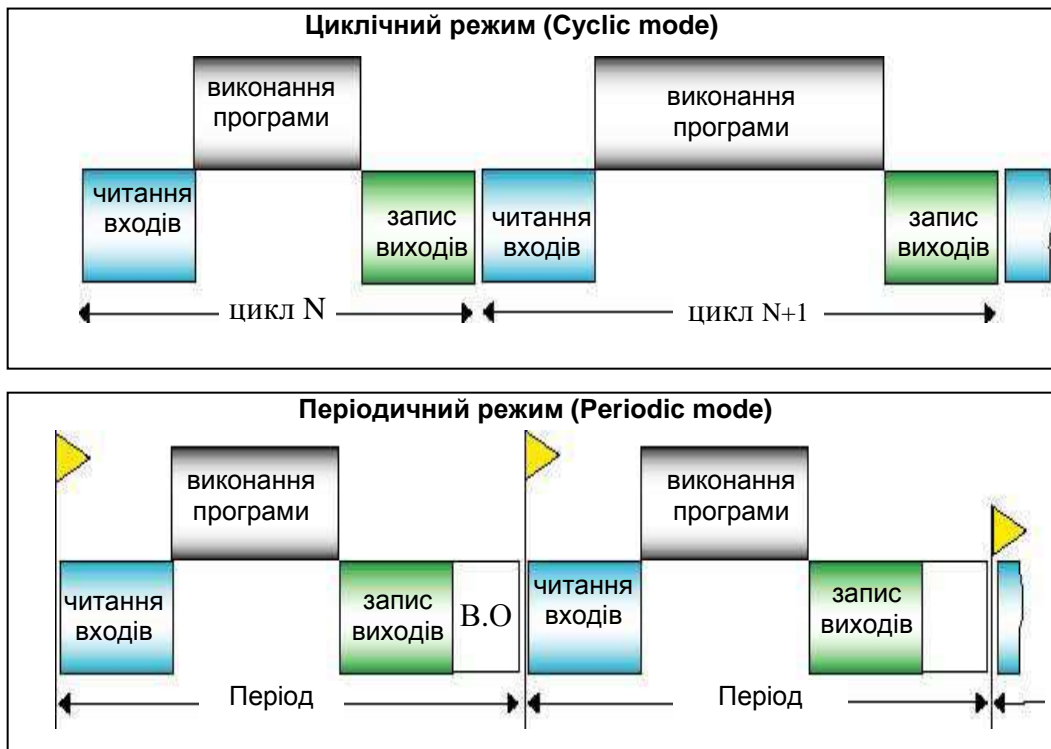 Циклічний режим (Cyclic mode)
виконання
програми
виконання
програми
читання
входів
запис
виходів
читання
входів
запис
виходів
цикл N
цикл N+1
Періодичний режим (Periodic mode)
виконання
програми
виконання
програми
читання
входів
запис
виходів
В.О
читання
входів
запис
виходів
Період
Період